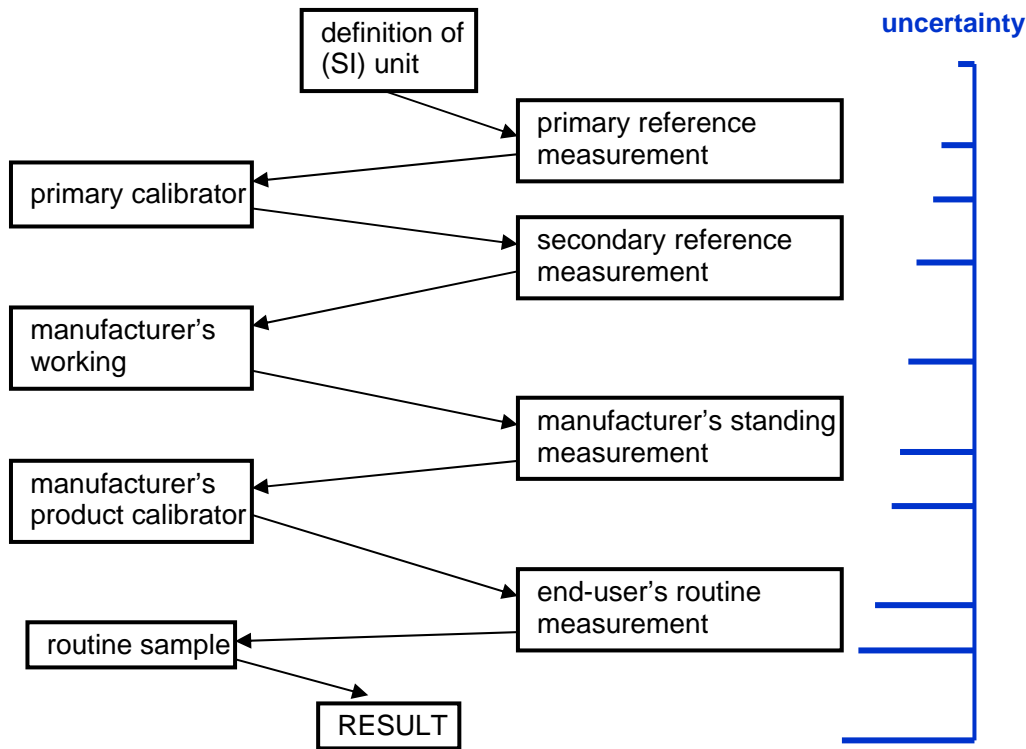 definition of
(SI) unit
uncertainty
primary reference
measurement
primary calibrator
secondary reference
measurement
manufacturer’s
working
manufacturer’s standing
measurement
manufacturer’s
product calibrator
end-user’s routine
measurement
routine sample
RESULT